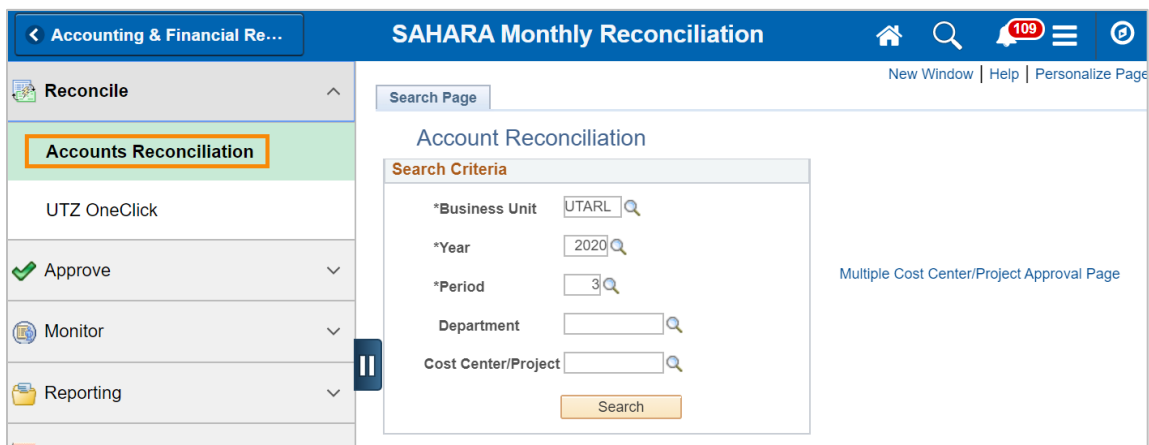 Accounting & Financial Re...
SAHARA Monthly Reconciliation
109
New Window | Help | Personalize Page
Reconcile
Accounts Reconciliation
UTZ OneClick
Approve
Monitor
Reporting
Search Page
Account Reconciliation
Search Criteria
*Business Unit UTARL
*Year 2020
*Period 3
Department
Cost Center/Project
Search
Multiple Cost Center/Project Approval Page